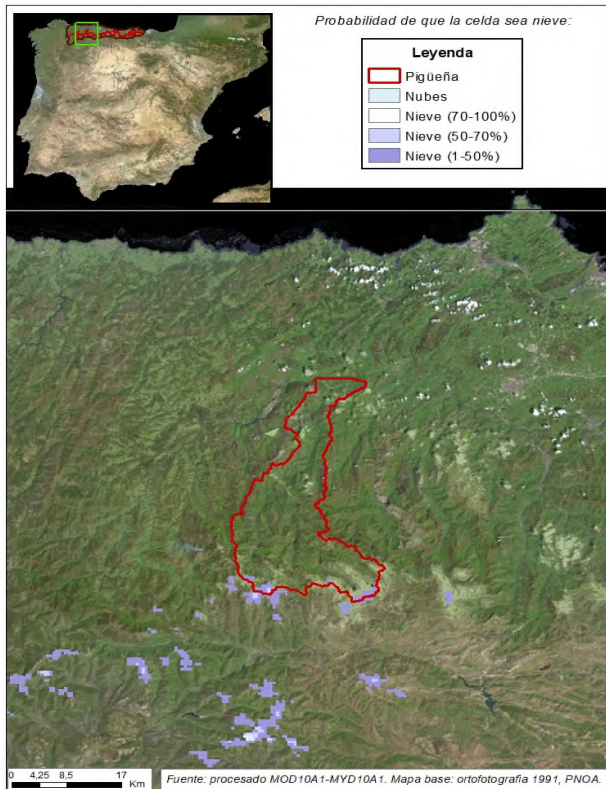 Probabilidad de que la celda sea nieve:
Leyenda
Pigüeña
Nubes
Nieve (70-100%)
Nieve (50-70%)
Nieve (1-50%)
0 4,25 8,5 17
Km
Fuente: procesado MOD10A1-MYD10A1. Mapa base: ortofotografia 1991, PNOA.